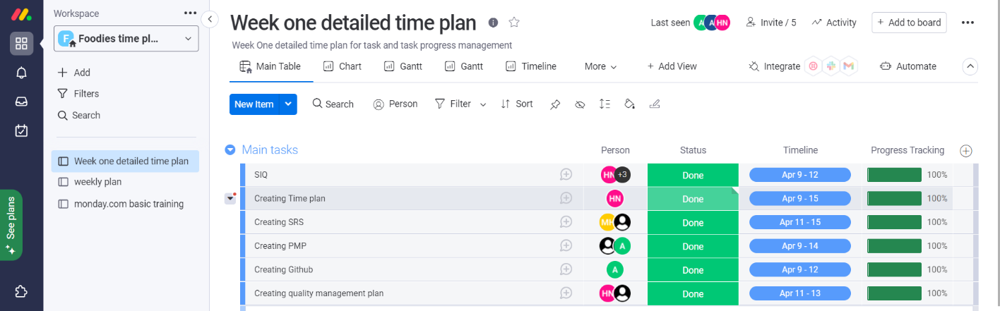 Workspace
F Foodies time pl...
Add
Filters
Search
Week one detailed time plan
weekly plan
monday.com basic training
See plans
Week one detailed time plan
Last seen A A HN Invite / 5 Activity + Add to board
Week One detailed time plan for task and task progress management
Main Table Chart Gantt Gantt Timeline More + Add View Integrate Automate
New Item Search Person Filter Sort
Main tasks Person Status Timeline Progress Tracking
SIQ HN +3 Done Apr 9 - 12 100%
Creating Time plan HN Done Apr 9 - 15 100%
Creating SRS MH Done Apr 11 - 15 100%
Creating PMP A Done Apr 9 - 14 100%
Creating Github A Done Apr 9 - 12 100%
Creating quality management plan HN Done Apr 11 - 13 100%